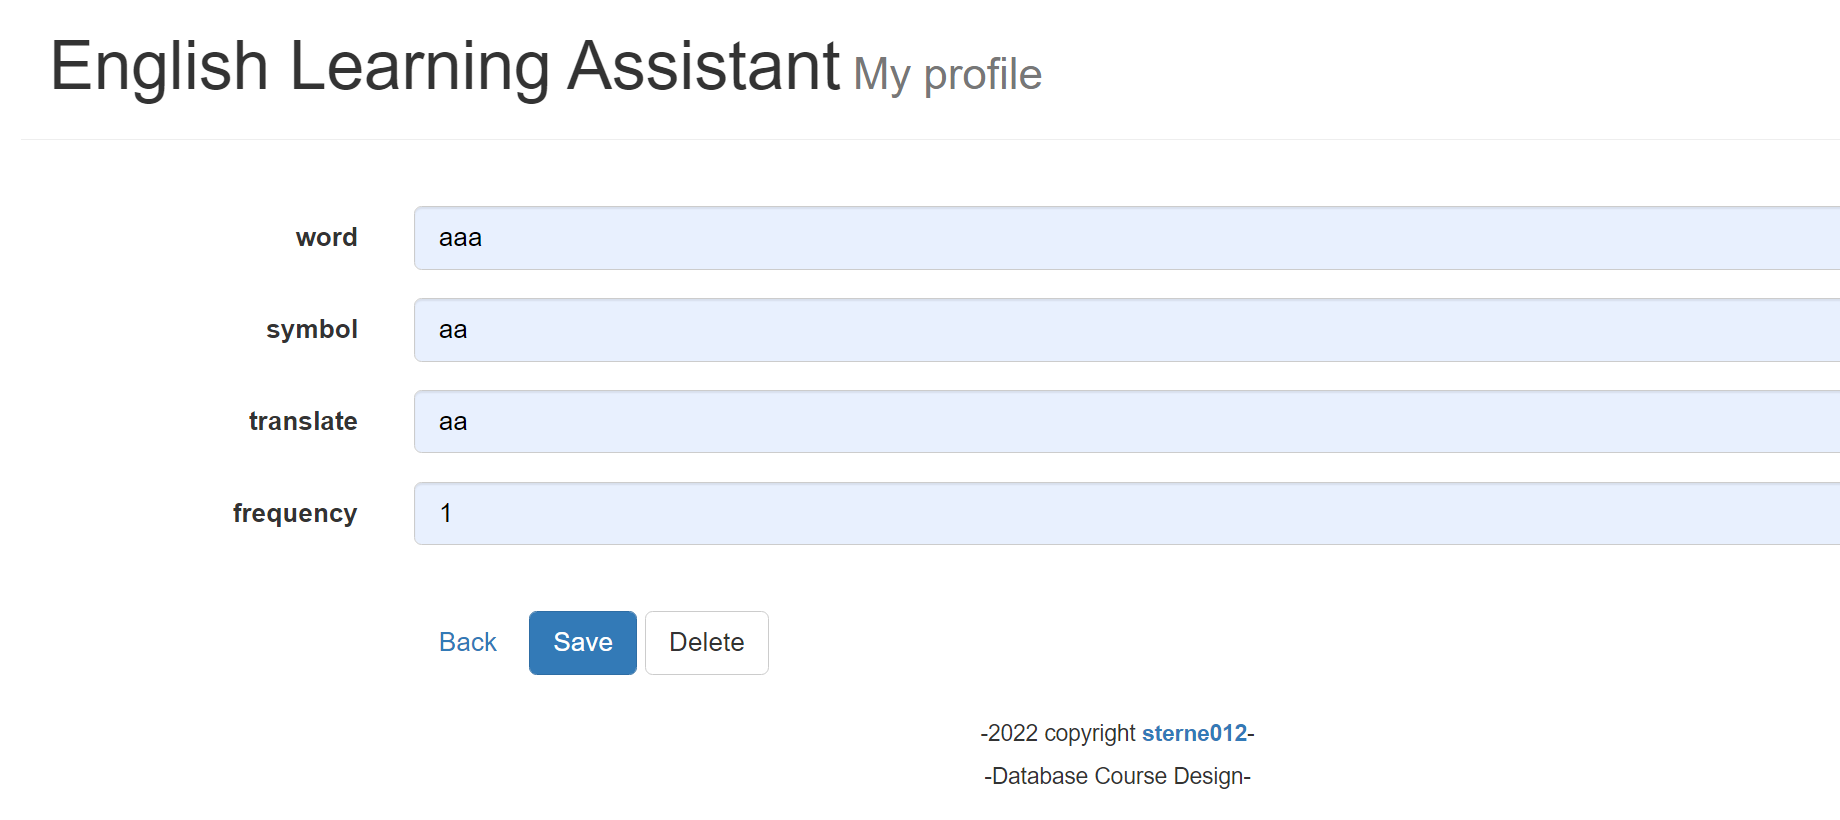 English Learning Assistant My profile
word aaa
symbol aa
translate aa
frequency 1
Back Save Delete
-2022 copyright sterne012-
-Database Course Design-